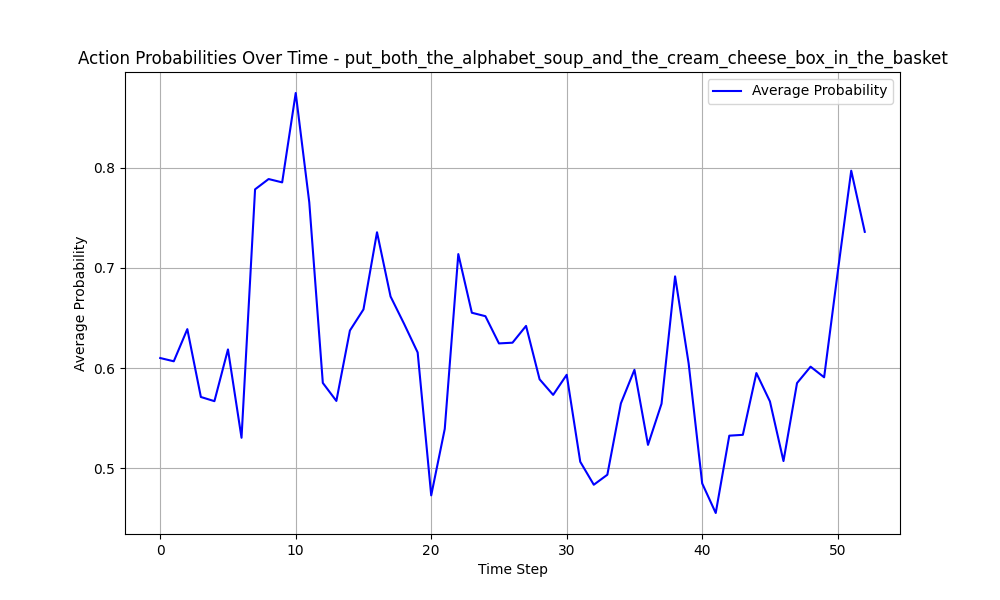 Action Probabilities Over Time - put_both_the_alphabet_soup_and_the_cream_cheese_box_in_the_basket
Average Probability
0.8
0.7
0.6
0.5
Average Probability
0
10
20
30
40
50
Time Step